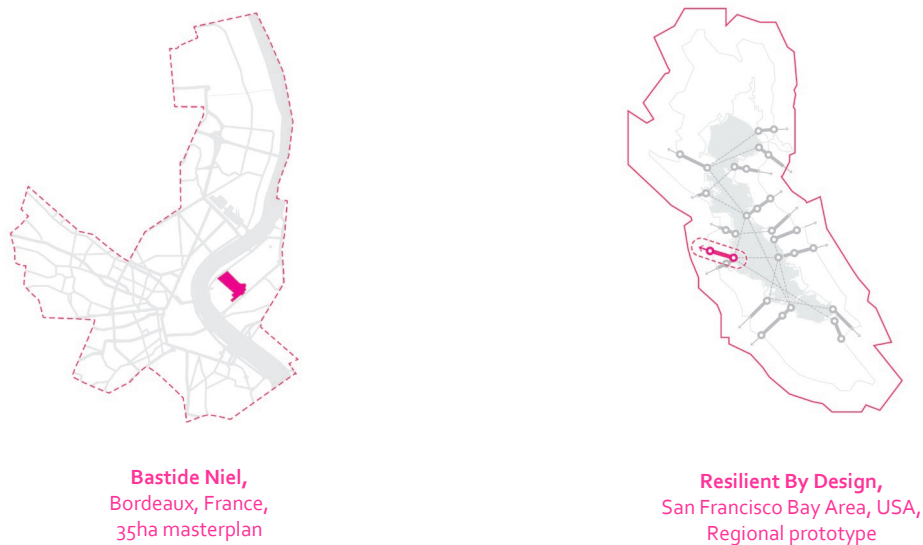 Bastide Niel,
Bordeaux, France,
35ha masterplan
Resilient By Design,
San Francisco Bay Area, USA,
Regional prototype